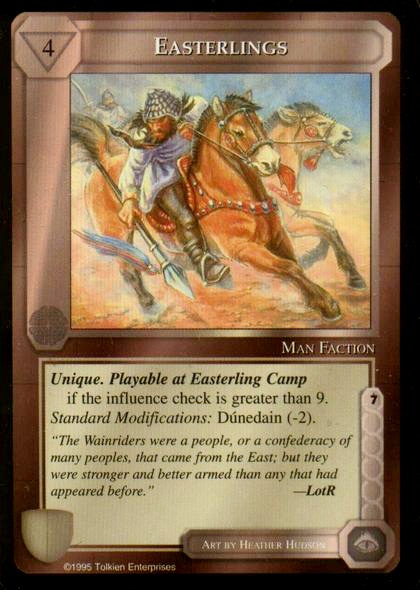 4
EASTERLINGS
MAN FACTION
Unique. Playable at Easterling Camp
if the influence check is greater than 9.
Standard Modifications: Dúnedain (-2).
7
“The Wainriders were a people, or a confederacy of
many peoples, that came from the East; but they
were stronger and better armed than any that had
appeared before.” —LotR
ART BY HEATHER HUDSON
©1995 Tolkien Enterprises